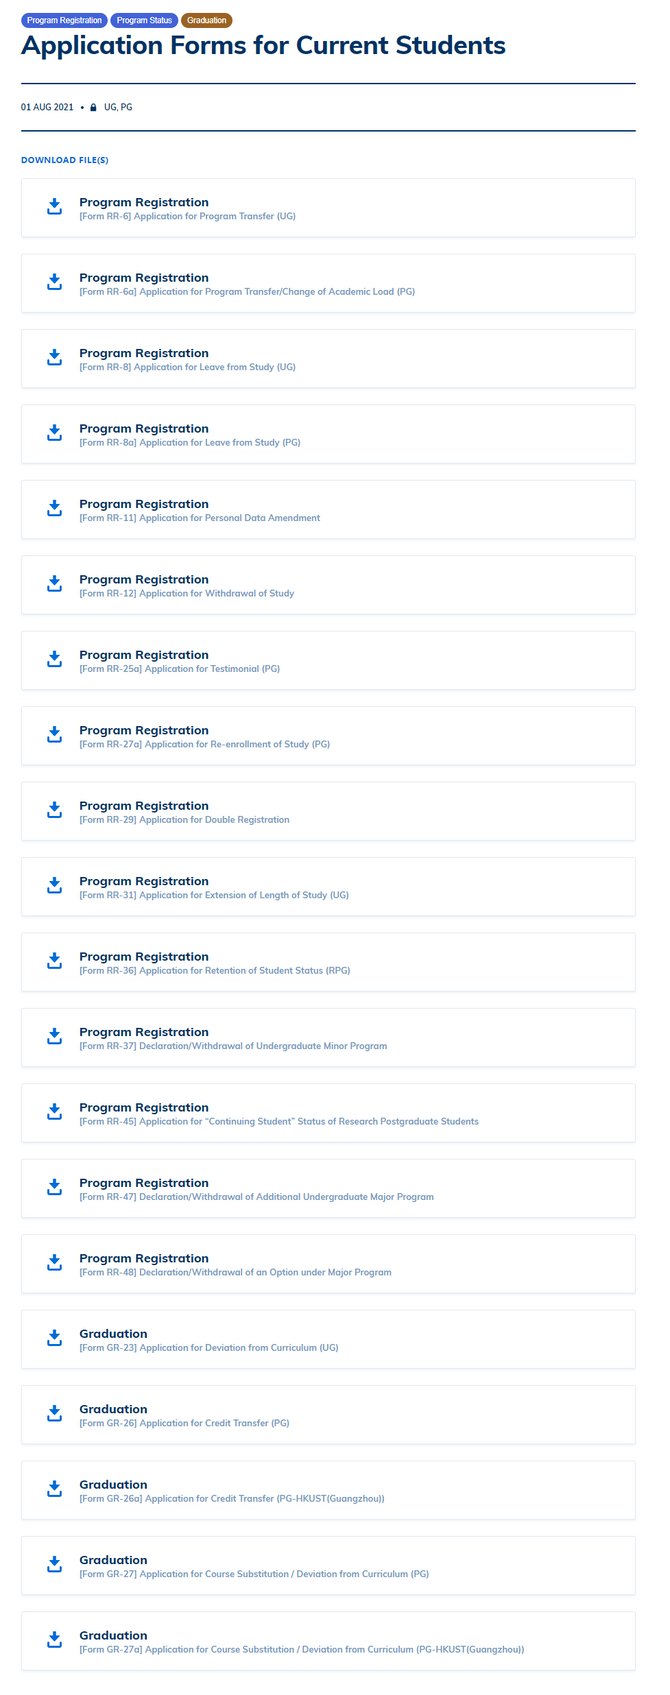 Program Registration Program Status Graduation
Application Forms for Current Students
01 AUG 2021 • UG, PG
DOWNLOAD FILE(S)
Program Registration
[Form RR-6] Application for Program Transfer (UG)
Program Registration
[Form RR-6a] Application for Program Transfer/Change of Academic Load (PG)
Program Registration
[Form RR-8] Application for Leave from Study (UG)
Program Registration
[Form RR-8a] Application for Leave from Study (PG)
Program Registration
[Form RR-11] Application for Personal Data Amendment
Program Registration
[Form RR-12] Application for Withdrawal of Study
Program Registration
[Form RR-25a] Application for Testimonial (PG)
Program Registration
[Form RR-27a] Application for Re-enrollment of Study (PG)
Program Registration
[Form RR-29] Application for Double Registration
Program Registration
[Form RR-31] Application for Extension of Length of Study (UG)
Program Registration
[Form RR-36] Application for Retention of Student Status (RPG)
Program Registration
[Form RR-37] Declaration/Withdrawal of Undergraduate Minor Program
Program Registration
[Form RR-45] Application for “Continuing Student” Status of Research Postgraduate Students
Program Registration
[Form RR-47] Declaration/Withdrawal of Additional Undergraduate Major Program
Program Registration
[Form RR-48] Declaration/Withdrawal of an Option under Major Program
Graduation
[Form GR-23] Application for Deviation from Curriculum (UG)
Graduation
[Form GR-26] Application for Credit Transfer (PG)
Graduation
[Form GR-26a] Application for Credit Transfer (PG-HKUST(Guangzhou))
Graduation
[Form GR-27] Application for Course Substitution / Deviation from Curriculum (PG)
Graduation
[Form GR-27a] Application for Course Substitution / Deviation from Curriculum (PG-HKUST(Guangzhou))